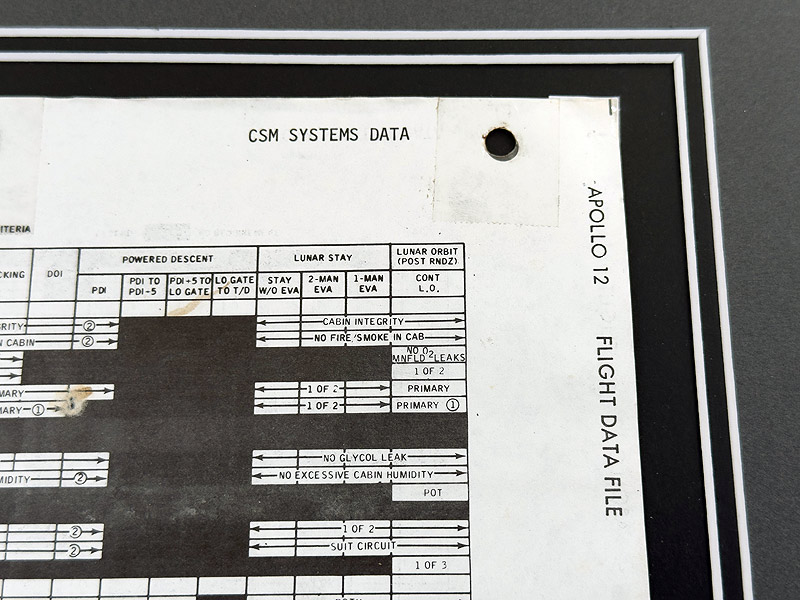 CSM SYSTEMS DATA
APOLLO 12 FLIGHT DATA FILE
ITERIA
CKING DOI POWERED DESCENT LUNAR STAY LUNAR ORBIT (POST RNDZ)
PDI PDI TO PDI-5 PDI+5 TO LO GATE LO GATE TO T/D STAY W/O EVA 2-MAN EVA 1-MAN EVA CONT L.O.
GRITY ② CABIN INTEGRITY
N CABIN ② NO FIRE/SMOKE IN CAB
NO O2 MNFLD LEAKS
1 OF 2
MARY 1 OF 2 PRIMARY
MARY ① 1 OF 2 PRIMARY ①
NO GLYCOL LEAK
MIDITY ② NO EXCESSIVE CABIN HUMIDITY
POT
② 1 OF 2
② SUIT CIRCUIT
1 OF 3